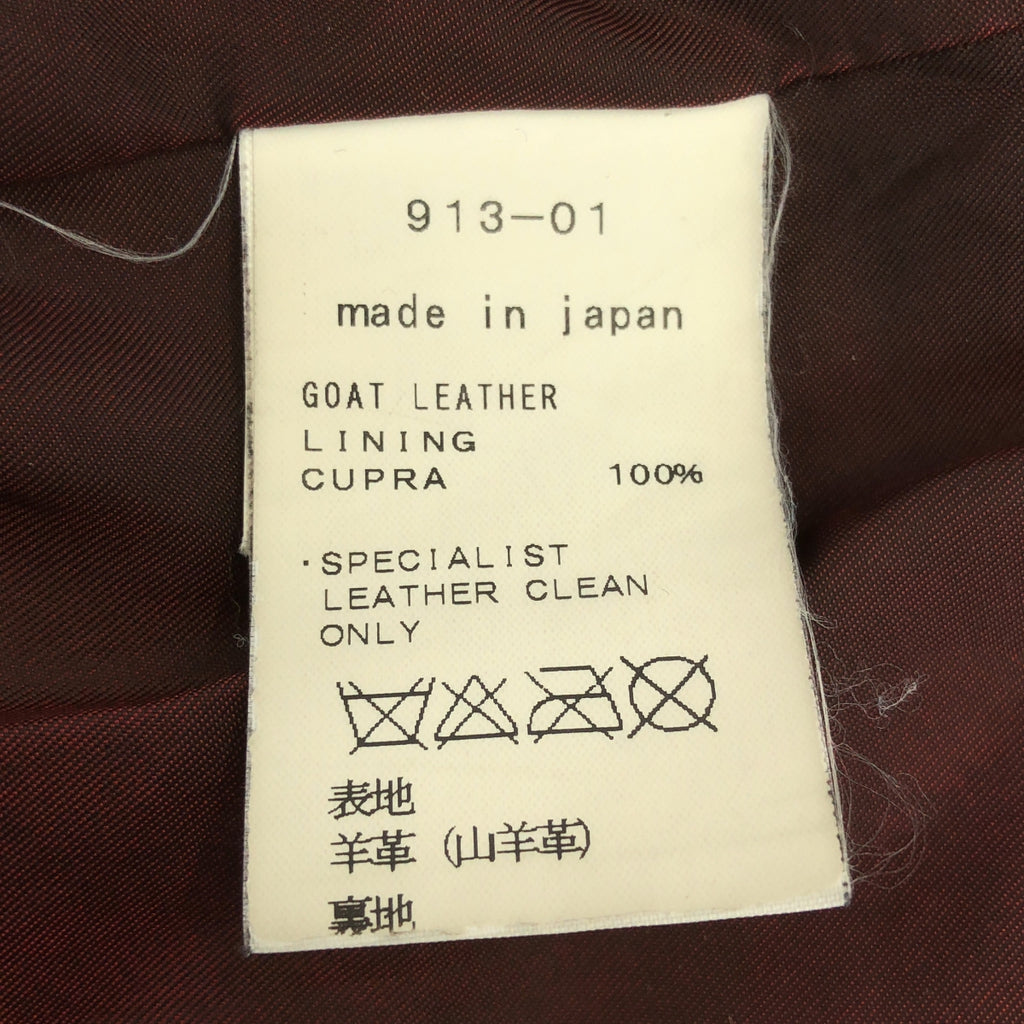 913-01
made in japan
GOAT LEATHER
LINING
CUPRA 100%
・SPECIALIST
LEATHER CLEAN
ONLY
表地
羊革 (山羊革)
裏地